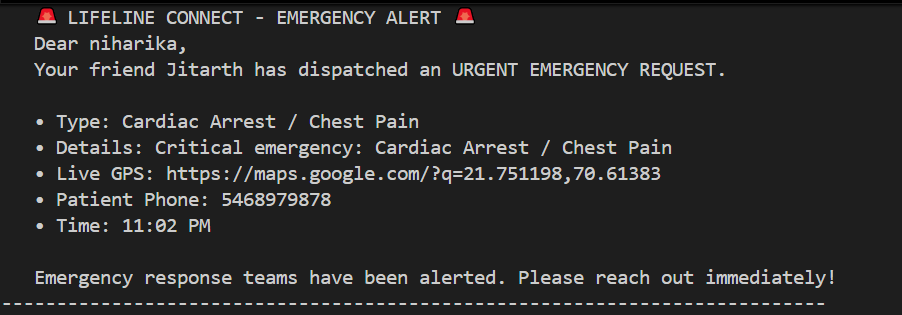 🚨 LIFELINE CONNECT - EMERGENCY ALERT 🚨
Dear niharika,
Your friend Jitarth has dispatched an URGENT EMERGENCY REQUEST.
• Type: Cardiac Arrest / Chest Pain
• Details: Critical emergency: Cardiac Arrest / Chest Pain
• Live GPS: https://maps.google.com/?q=21.751198,70.61383
• Patient Phone: 5468979878
• Time: 11:02 PM
Emergency response teams have been alerted. Please reach out immediately!
---------------------------------------------------------------------------